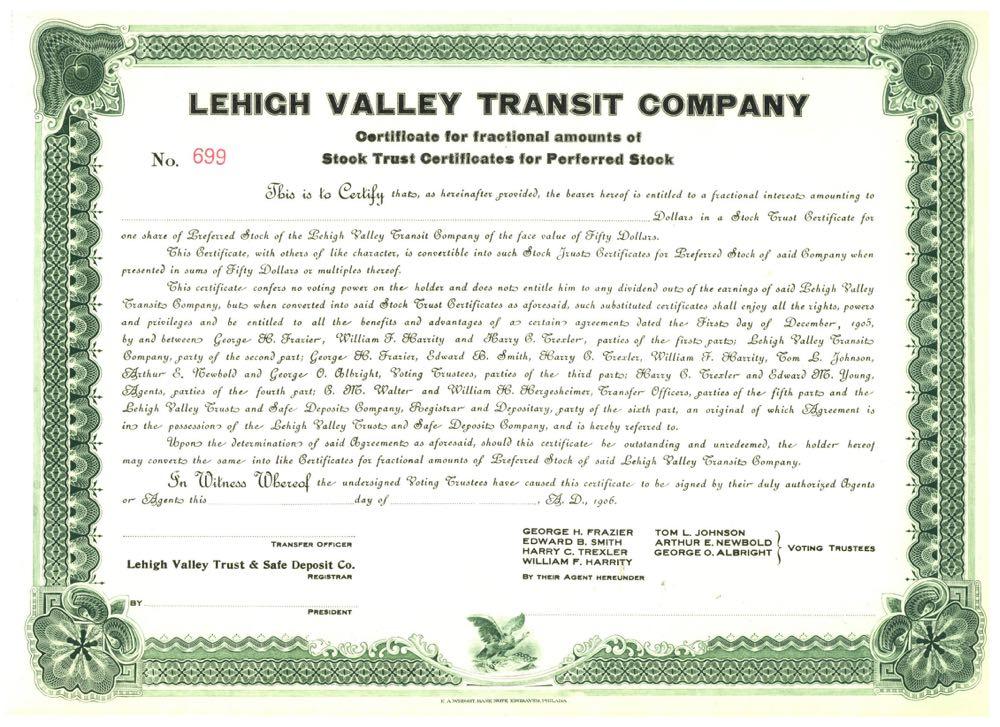 LEHIGH VALLEY TRANSIT COMPANY
Certificate for fractional amounts of
Stock Trust Certificates for Perferred Stock
No. 699
This is to Certify that, as hereinafter provided, the bearer hereof is entitled to a fractional interest amounting to
Dollars in a Stock Trust Certificate for
one share of Preferred Stock of the Lehigh Valley Transit Company of the face value of Fifty Dollars.
This Certificate, with others of like character, is convertible into such Stock Trust Certificates for Preferred Stock of said Company when
presented in sums of Fifty Dollars or multiples thereof.
This certificate confers no voting power on the holder and does not entitle him to any dividend out of the earnings of said Lehigh Valley
Transit Company, but when converted into said Stock Trust Certificates as aforesaid, such substituted certificates shall enjoy all the rights, powers
and privileges and be entitled to all the benefits and advantages of a certain agreement dated the First day of December, 1905,
by and between George H. Frazier, William F. Harrity and Harry C. Trexler, parties of the first part; Lehigh Valley Transit
Company, party of the second part; George H. Frazier, Edward B. Smith, Harry C. Trexler, William F. Harrity, Tom L. Johnson,
Arthur E. Newbold and George O. Albright, Voting Trustees, parties of the third part; Harry C. Trexler and Edward M. Young,
Agents, parties of the fourth part; C. M. Walter and William H. Hergesheimer, Transfer Officers, parties of the fifth part and the
Lehigh Valley Trust and Safe Deposit Company, Registrar and Depositary, party of the sixth part, an original of which Agreement is
in the possession of the Lehigh Valley Trust and Safe Deposit Company, and is hereby referred to.
Upon the determination of said Agreement as aforesaid, should this certificate be outstanding and unredeemed, the holder hereof
may convert the same into like Certificates for fractional amounts of Preferred Stock of said Lehigh Valley Transit Company.
In Witness Whereof the undersigned Voting Trustees have caused this certificate to be signed by their duly authorized Agents
or Agent this day of , A. D., 1906.
TRANSFER OFFICER
Lehigh Valley Trust & Safe Deposit Co.
REGISTRAR
BY
PRESIDENT
GEORGE H. FRAZIER TOM L. JOHNSON
EDWARD B. SMITH ARTHUR E. NEWBOLD
HARRY C. TREXLER GEORGE O. ALBRIGHT
WILLIAM F. HARRITY
VOTING TRUSTEES
BY THEIR AGENT HEREUNDER
E. A. WRIGHT, BANK NOTE ENGRAVER, PHILADA.